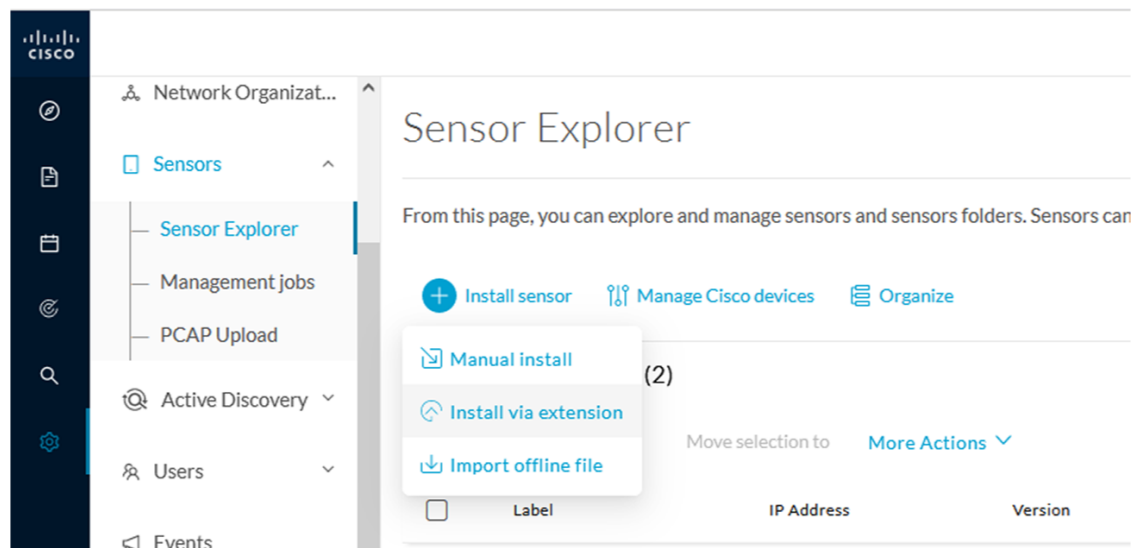 CISCO
Network Organizat...
Sensors
Sensor Explorer
Management jobs
PCAP Upload
Active Discovery
Users
Events
Sensor Explorer
From this page, you can explore and manage sensors and sensors folders. Sensors can
Install sensor
Manage Cisco devices
Organize
Manual install
(2)
Install via extension
Move selection to
More Actions
Import offline file
Label
IP Address
Version